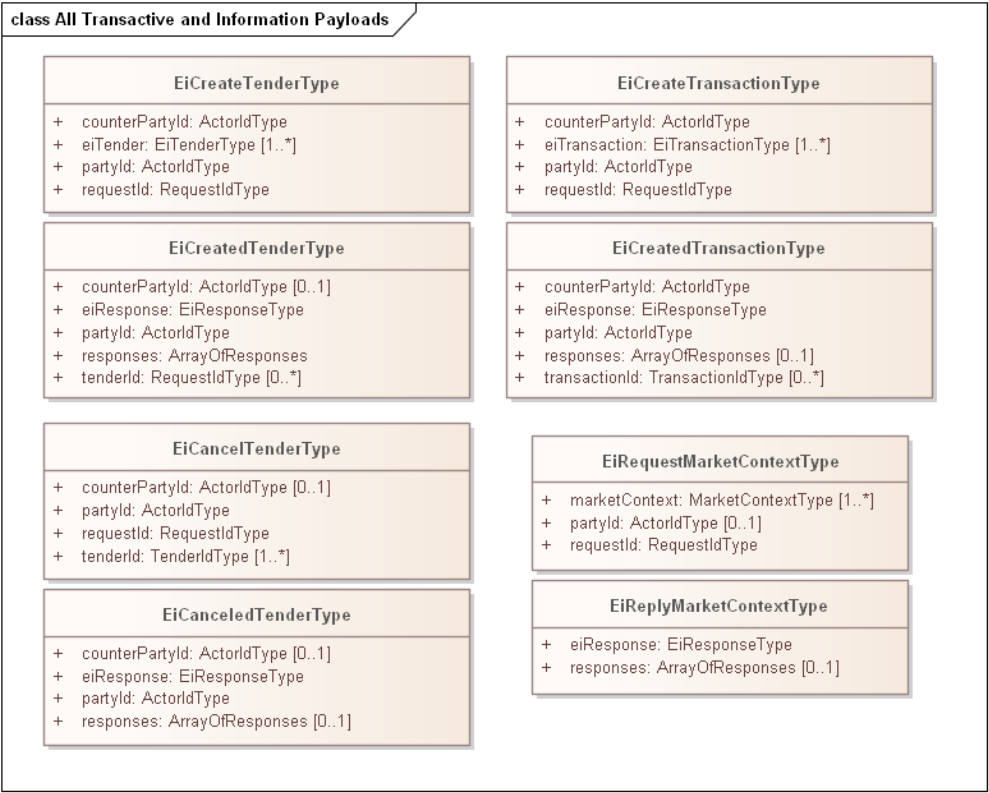 class All Transactive and Information Payloads
EiCreateTenderType
+ counterPartyId: ActorIdType
+ eiTender: EiTenderType [1..*]
+ partyId: ActorIdType
+ requestId: RequestIdType
EiCreatedTenderType
+ counterPartyId: ActorIdType [0..1]
+ eiResponse: EiResponseType
+ partyId: ActorIdType
+ responses: ArrayOfResponses
+ tenderId: RequestIdType [0..*]
EiCancelTenderType
+ counterPartyId: ActorIdType [0..1]
+ partyId: ActorIdType
+ requestId: RequestIdType
+ tenderId: TenderIdType [1..*]
EiCanceledTenderType
+ counterPartyId: ActorIdType [0..1]
+ eiResponse: EiResponseType
+ partyId: ActorIdType
+ responses: ArrayOfResponses [0..1]
EiCreateTransactionType
+ counterPartyId: ActorIdType
+ eiTransaction: EiTransactionType [1..*]
+ partyId: ActorIdType
+ requestId: RequestIdType
EiCreatedTransactionType
+ counterPartyId: ActorIdType
+ eiResponse: EiResponseType
+ partyId: ActorIdType
+ responses: ArrayOfResponses [0..1]
+ transactionId: TransactionIdType [0..*]
EiRequestMarketContextType
+ marketContext: MarketContextType [1..*]
+ partyId: ActorIdType [0..1]
+ requestId: RequestIdType
EiReplyMarketContextType
+ eiResponse: EiResponseType
+ responses: ArrayOfResponses [0..1]